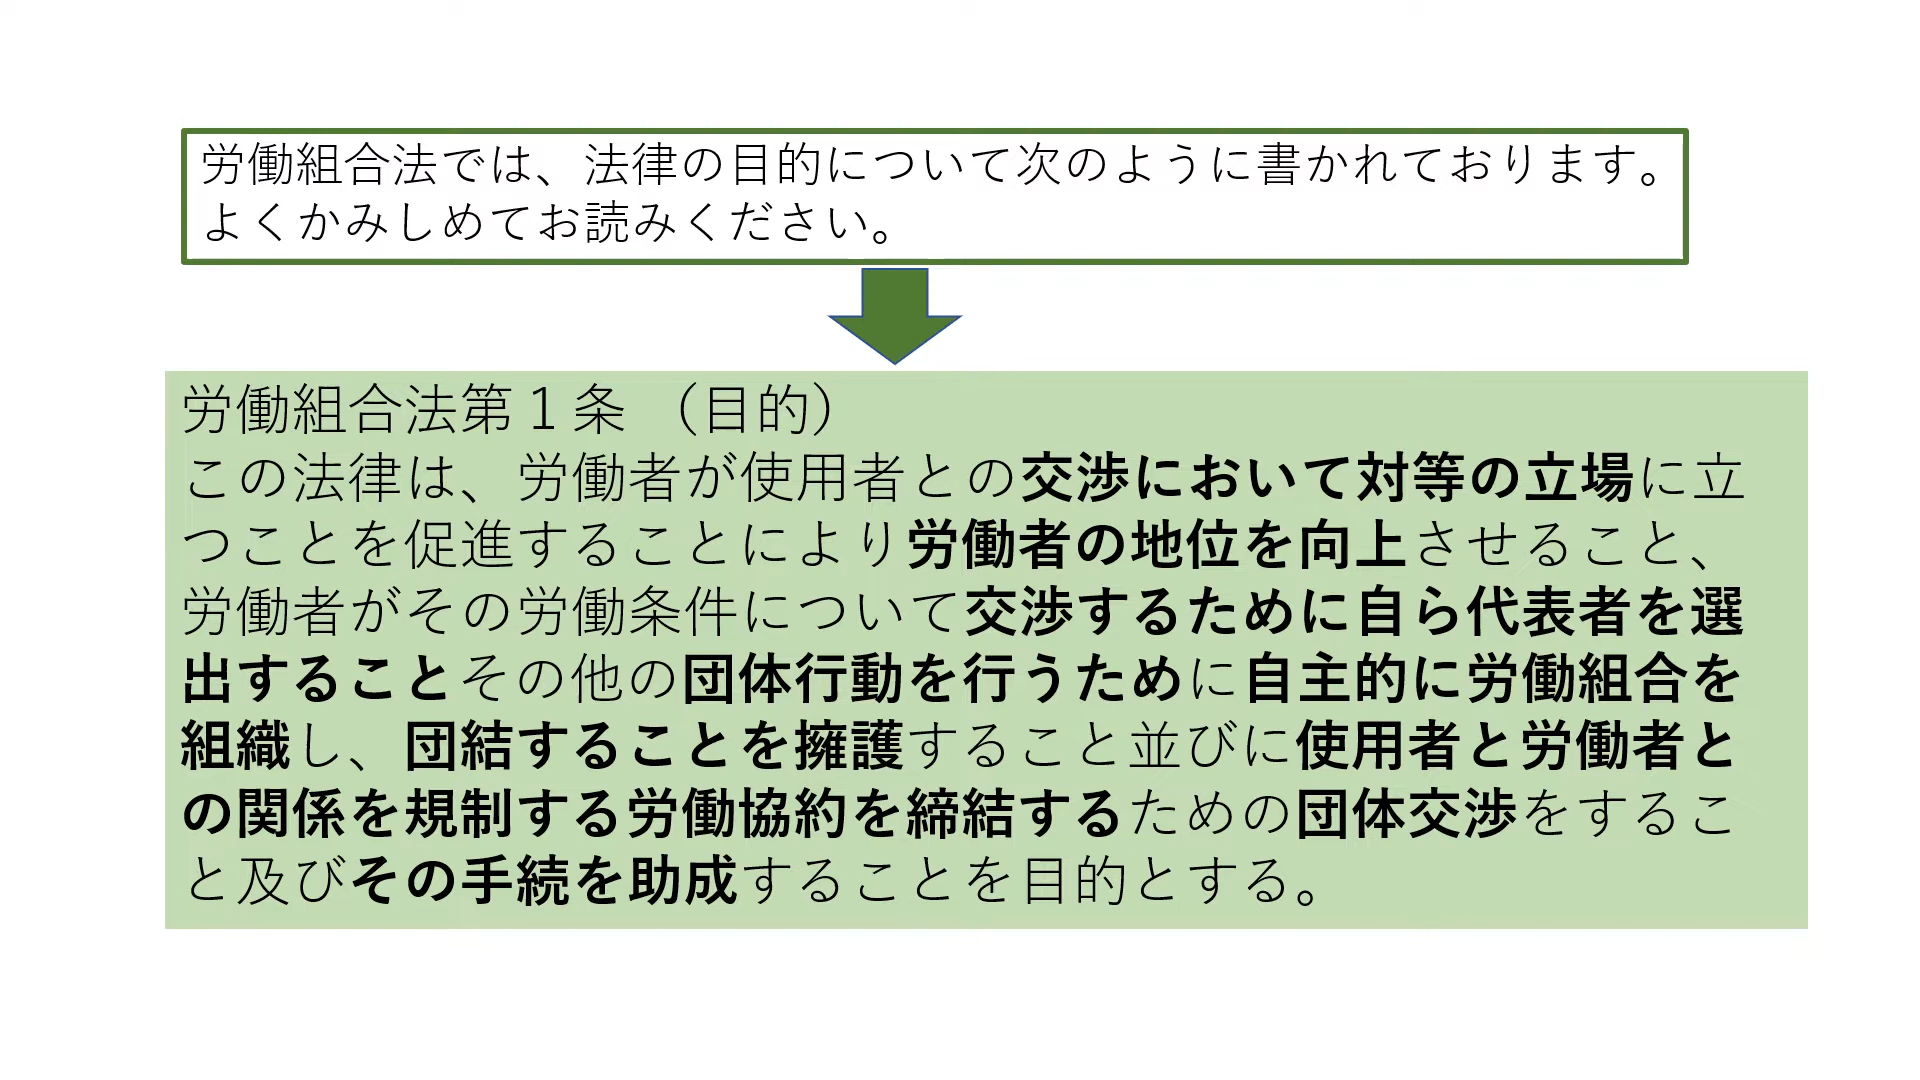 労働組合法では、法律の目的について次のように書かれております。
よくかみしめてお読みください。
労働組合法第１条 （目的）
この法律は、労働者が使用者との交渉において対等の立場に立
つことを促進することにより労働者の地位を向上させること、
労働者がその労働条件について交渉するために自ら代表者を選
出することその他の団体行動を行うために自主的に労働組合を
組織し、団結することを擁護すること並びに使用者と労働者と
の関係を規制する労働協約を締結するための団体交渉をするこ
と及びその手続を助成することを目的とする。